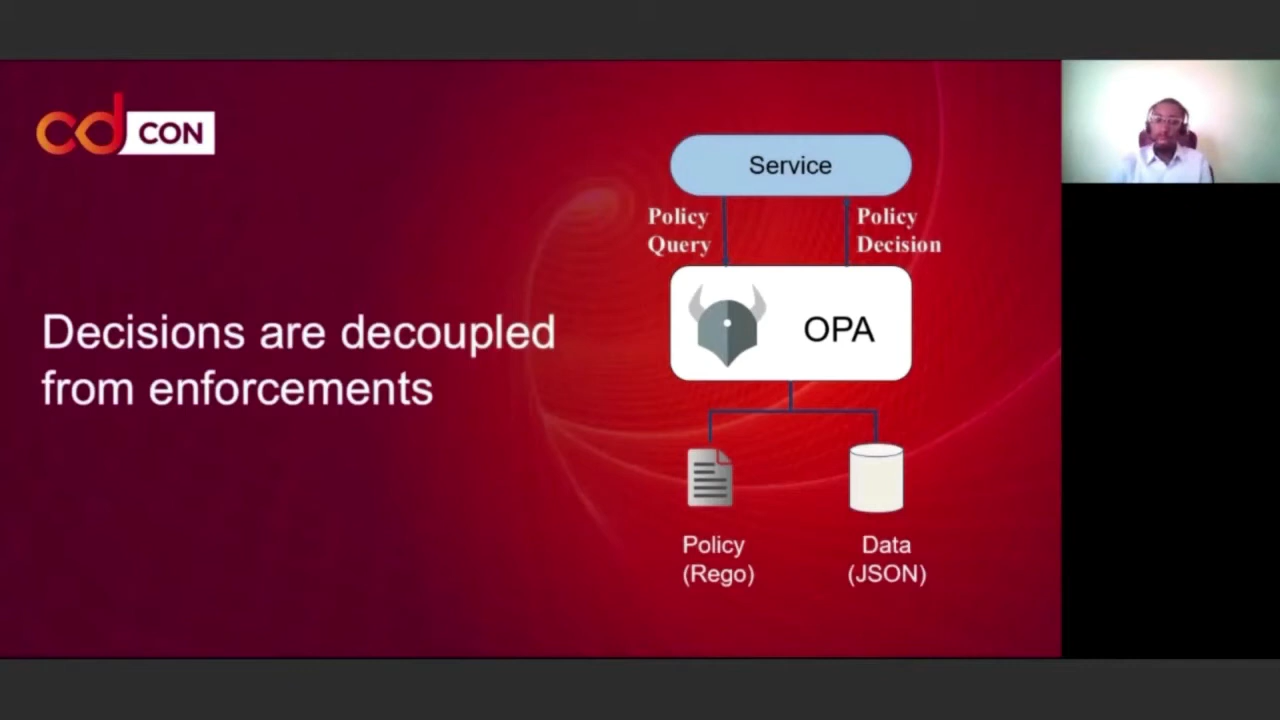 cd CON
Decisions are decoupled
from enforcements
Service
Policy
Query
Policy
Decision
OPA
Policy
(Rego)
Data
(JSON)